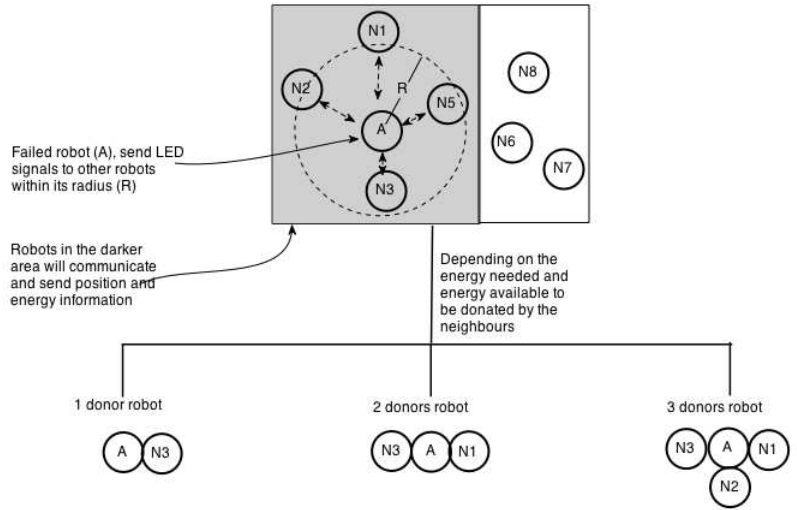 N1
N2
R
N5
A
N3
N8
N6
N7
Failed robot (A), send LED
signals to other robots
within its radius (R)
Robots in the darker
area will communicate
and send position and
energy information
Depending on the
energy needed and
energy available to
be donated by the
neighbours
1 donor robot
2 donors robot
3 donors robot
A N3
N3 A N1
N3 A N1
N2